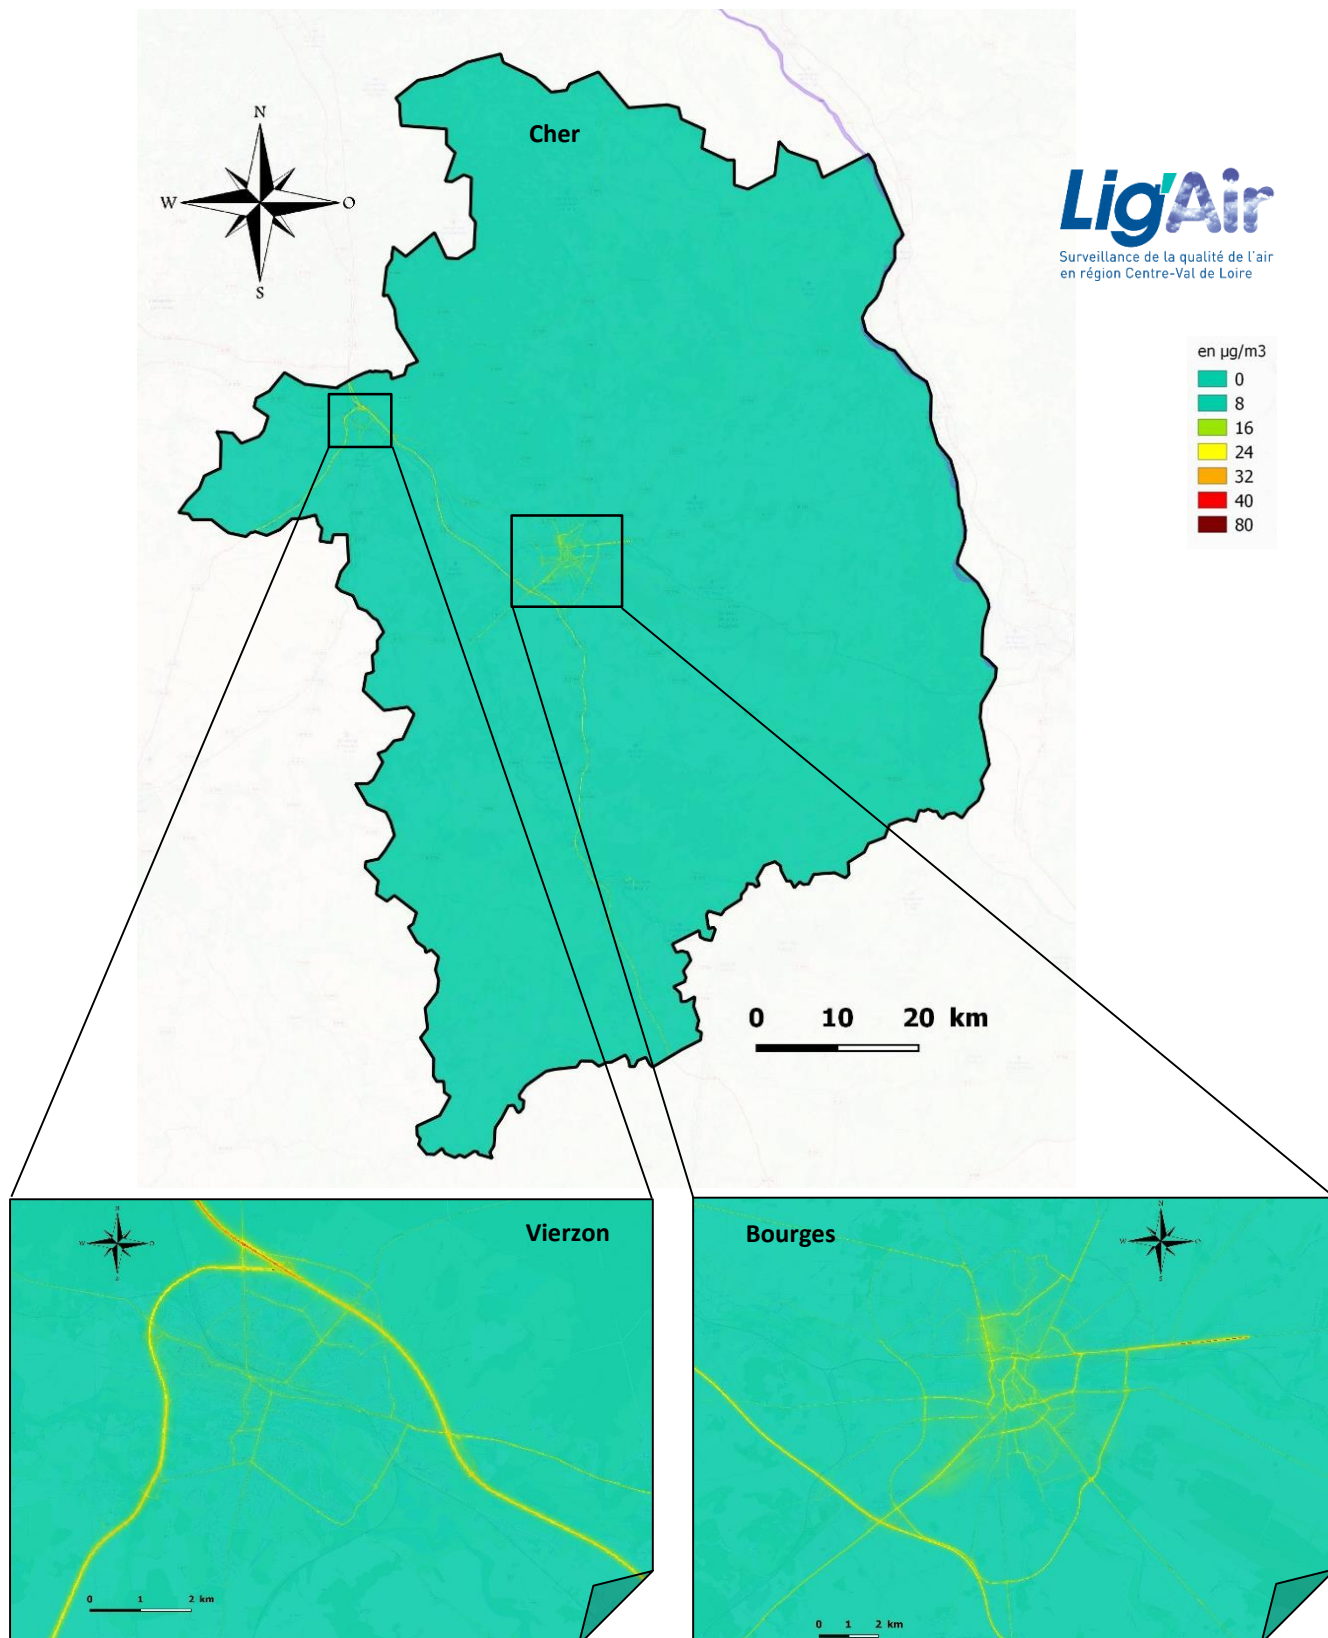 Cher
N
W
O
S
Lig'Air
Surveillance de la qualité de l'air
en région Centre-Val de Loire
en µg/m3
0
8
16
24
32
40
80
0 10 20 km
Vierzon
N
W
O
S
0 1 2 km
Bourges
N
W
O
S
0 1 2 km